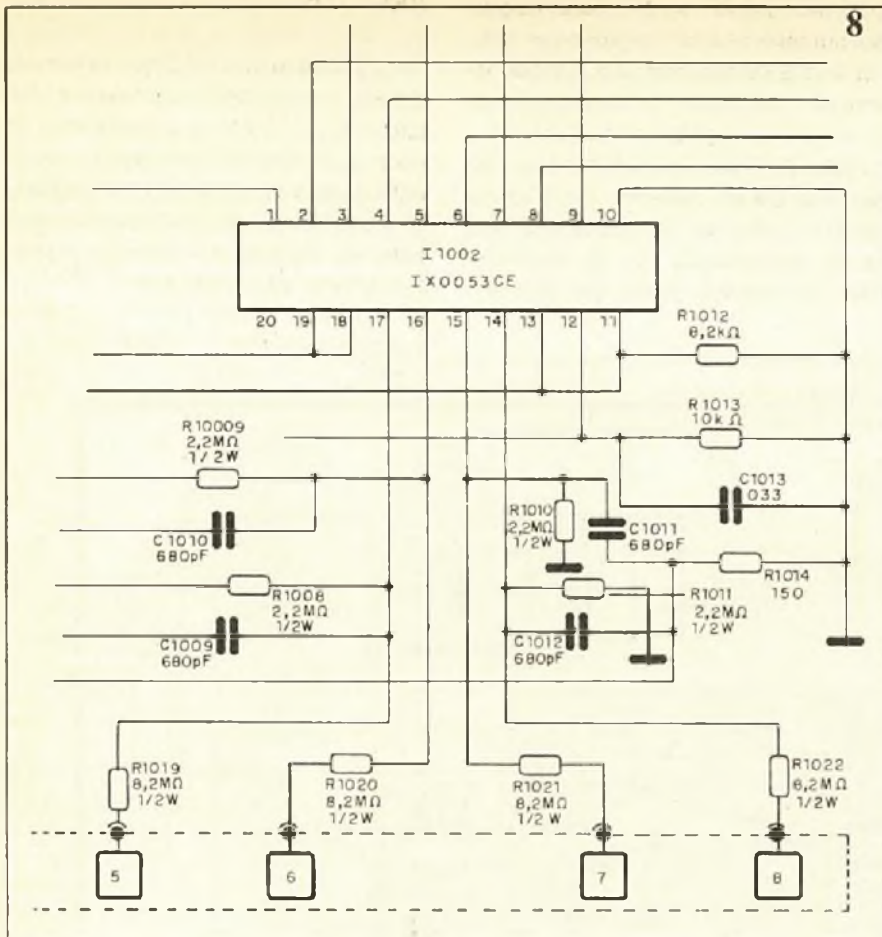 8
1 2 3 4 5 6 7 8 9 10
I1002
IX0053CE
20 19 18 17 16 15 14 13 12 11
R1012
8,2kΩ
R1013
10kΩ
R10009
2,2MΩ
1/2W
C1013
033
R1010
2,2MΩ
1/2W
C1011
680pF
C1010
680pF
R1014
150
R1008
2,2MΩ
1/2W
R1011
2,2MΩ
1/2W
C1009
680pF
C1012
680pF
R1019
8,2MΩ
1/2W
R1020
8,2MΩ
1/2W
R1021
8,2MΩ
1/2W
R1022
8,2MΩ
1/2W
5 6 7 8